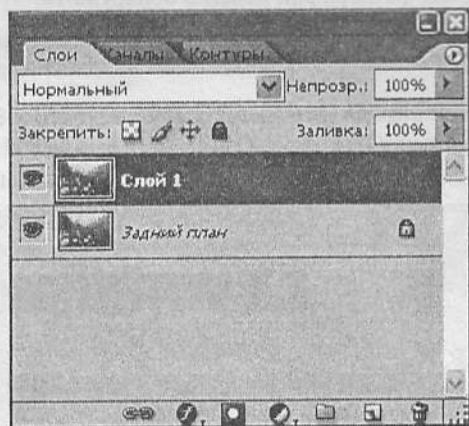 Слои Каналы Контуры
Нормальный Непрозр.: 100%
Закрепить: Заливка: 100%
Слой 1
Задний план